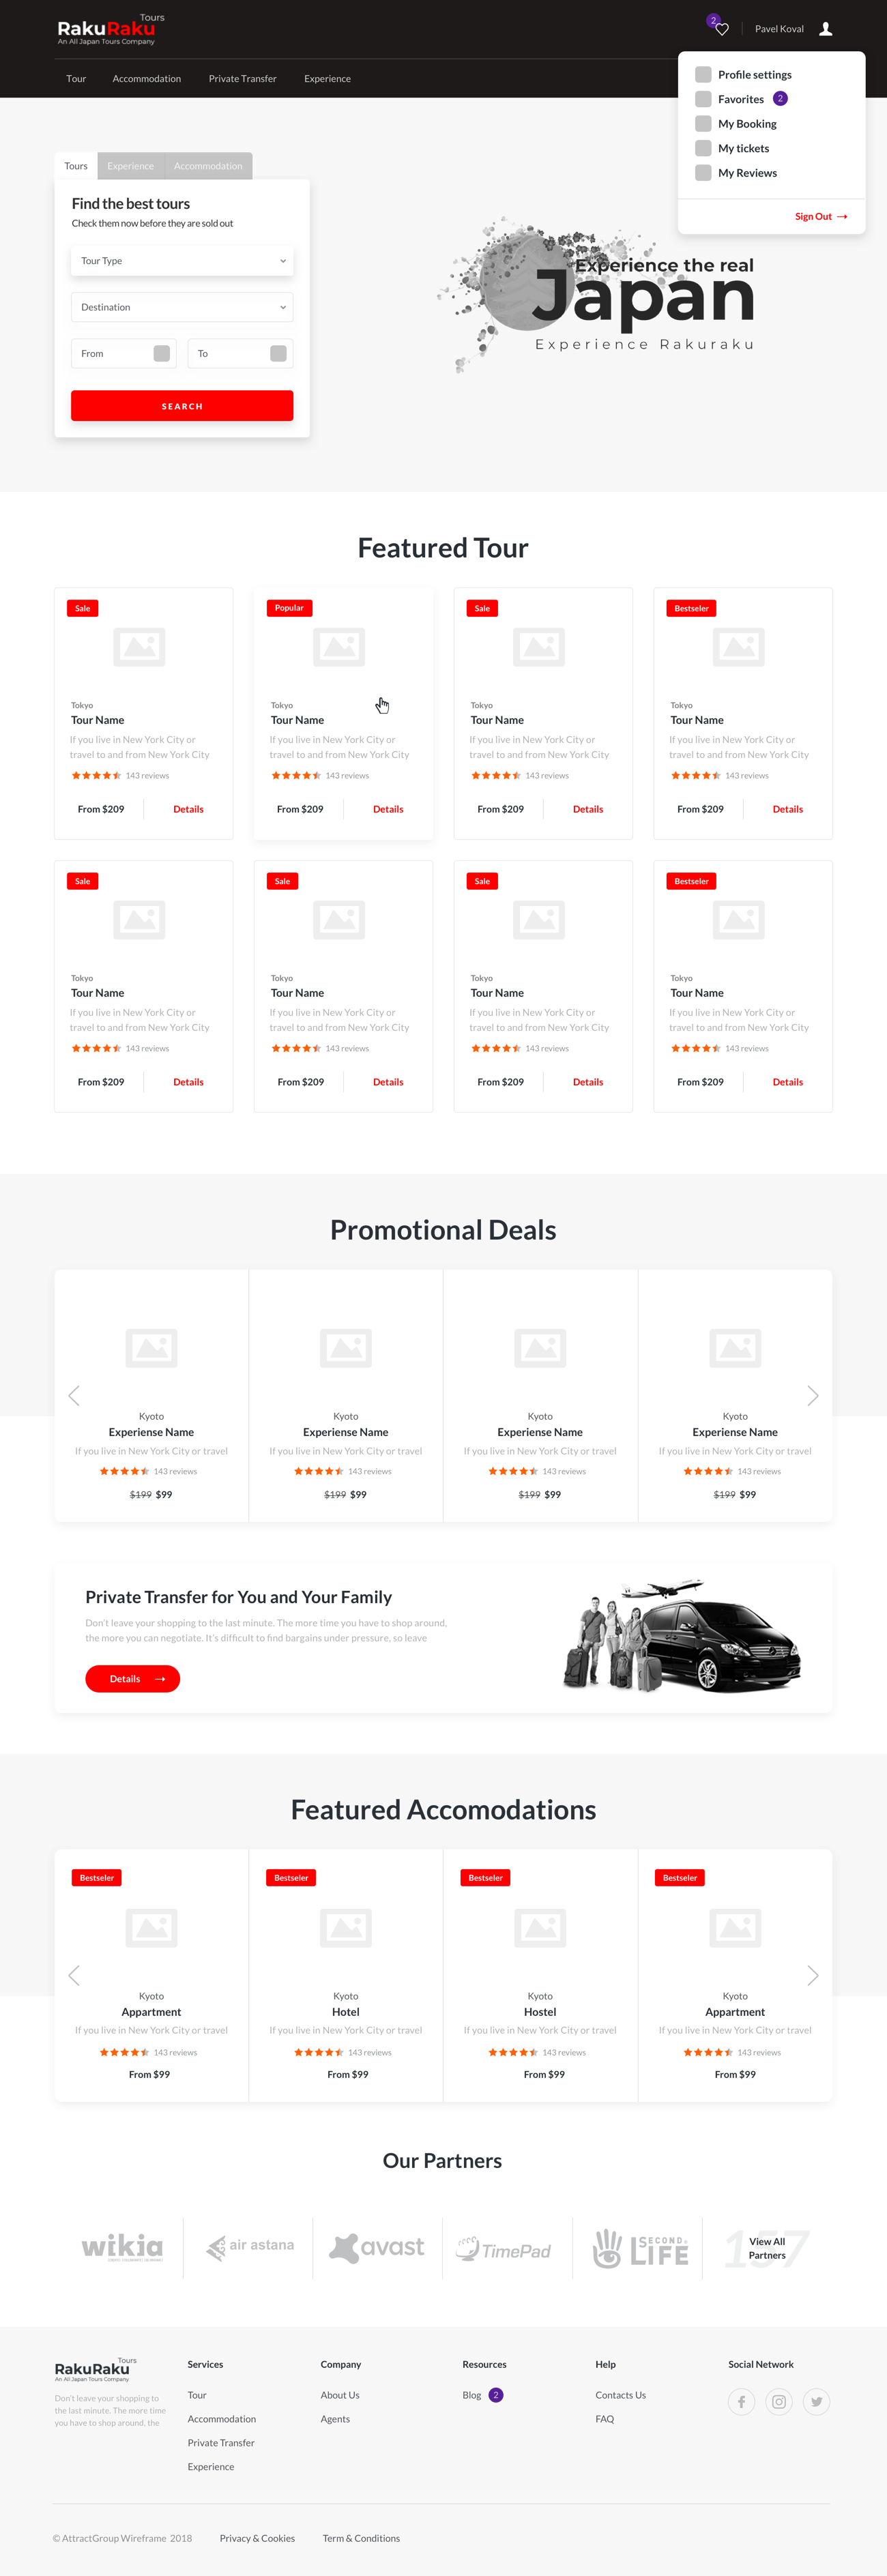 Tours
RakuRaku
An All Japan Tours Company
2
Pavel Koval
Tour
Accommodation
Private Transfer
Experience
Profile settings
Favorites 2
My Booking
My tickets
My Reviews
Sign Out →
Tours
Experience
Accommodation
Find the best tours
Check them now before they are sold out
Tour Type
Destination
From
To
SEARCH
Experience the real
Japan
Experience Rakuraku
Featured Tour
Sale
Tokyo
Tour Name
If you live in New York City or
travel to and from New York City
143 reviews
From $209
Details
Popular
Tokyo
Tour Name
If you live in New York City or
travel to and from New York City
143 reviews
From $209
Details
Sale
Tokyo
Tour Name
If you live in New York City or
travel to and from New York City
143 reviews
From $209
Details
Bestseler
Tokyo
Tour Name
If you live in New York City or
travel to and from New York City
143 reviews
From $209
Details
Sale
Tokyo
Tour Name
If you live in New York City or
travel to and from New York City
143 reviews
From $209
Details
Sale
Tokyo
Tour Name
If you live in New York City or
travel to and from New York City
143 reviews
From $209
Details
Sale
Tokyo
Tour Name
If you live in New York City or
travel to and from New York City
143 reviews
From $209
Details
Bestseler
Tokyo
Tour Name
If you live in New York City or
travel to and from New York City
143 reviews
From $209
Details
Promotional Deals
Kyoto
Experiense Name
If you live in New York City or travel
143 reviews
$199 $99
Kyoto
Experiense Name
If you live in New York City or travel
143 reviews
$199 $99
Kyoto
Experiense Name
If you live in New York City or travel
143 reviews
$199 $99
Kyoto
Experiense Name
If you live in New York City or travel
143 reviews
$199 $99
Private Transfer for You and Your Family
Don't leave your shopping to the last minute. The more time you have to shop around,
the more you can negotiate. It's difficult to find bargains under pressure, so leave
Details →
Featured Accomodations
Bestseler
Kyoto
Appartment
If you live in New York City or travel
143 reviews
From $99
Bestseler
Kyoto
Hotel
If you live in New York City or travel
143 reviews
From $99
Bestseler
Kyoto
Hostel
If you live in New York City or travel
143 reviews
From $99
Bestseler
Kyoto
Appartment
If you live in New York City or travel
143 reviews
From $99
Our Partners
wikia
air astana
avast
TimePad
SECOND
LIFE
157
View All
Partners
Tours
RakuRaku
An All Japan Tours Company
Don't leave your shopping to
the last minute. The more time
you have to shop around, the
Services
Tour
Accommodation
Private Transfer
Experience
Company
About Us
Agents
Resources
Blog 2
Help
Contacts Us
FAQ
Social Network
© AttractGroup Wireframe 2018
Privacy & Cookies
Term & Conditions